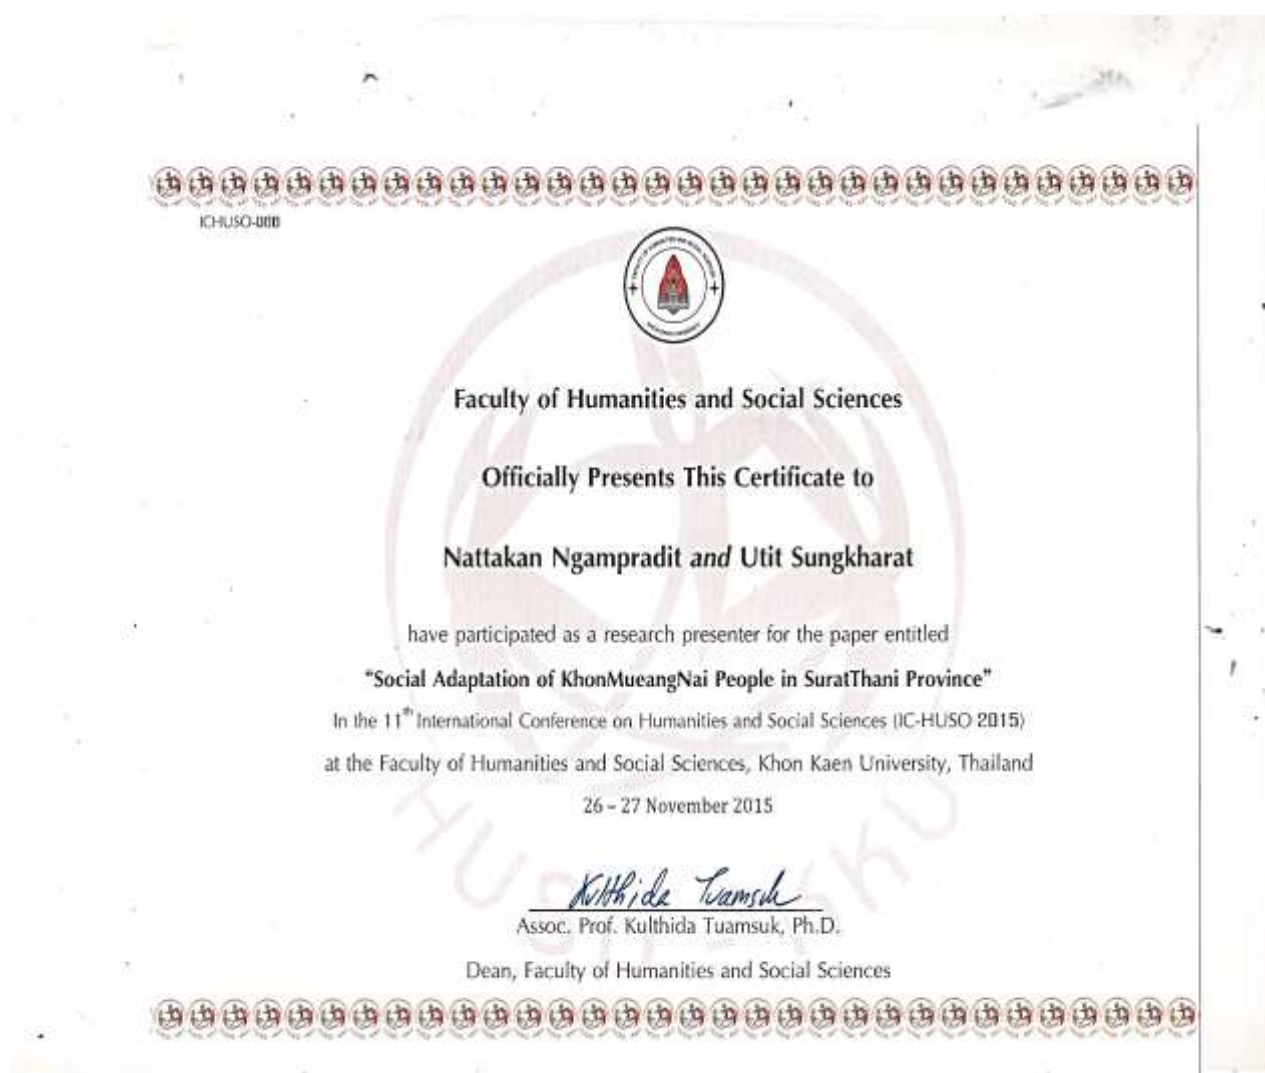 Faculty of Humanities and Social Sciences
Officially Presents This Certificate to
Nattakan Ngampradit and Utit Sungkharat
have participated as a research presenter for the paper entitled
"Social Adaptation of KhonMueangNai People in SuratThani Province"
In the 11th International Conference on Humanities and Social Sciences (IC-HUSO 2015)
at the Faculty of Humanities and Social Sciences, Khon Kaen University, Thailand
26 – 27 November 2015
Kulthida Tuamsuk
Assoc. Prof. Kulthida Tuamsuk, Ph.D.
Dean, Faculty of Humanities and Social Sciences
HUSO - KKU